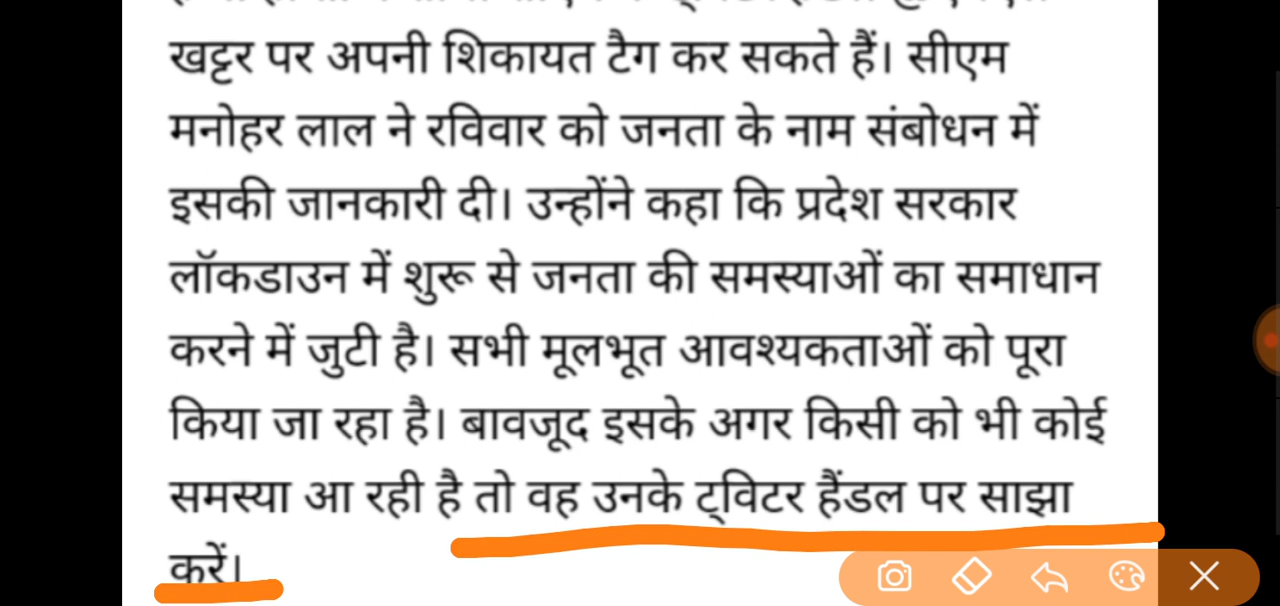 खट्टर पर अपनी शिकायत टैग कर सकते हैं। सीएम
मनोहर लाल ने रविवार को जनता के नाम संबोधन में
इसकी जानकारी दी। उन्होंने कहा कि प्रदेश सरकार
लॉकडाउन में शुरू से जनता की समस्याओं का समाधान
करने में जुटी है। सभी मूलभूत आवश्यकताओं को पूरा
किया जा रहा है। बावजूद इसके अगर किसी को भी कोई
समस्या आ रही है तो वह उनके ट्विटर हैंडल पर साझा
करें।